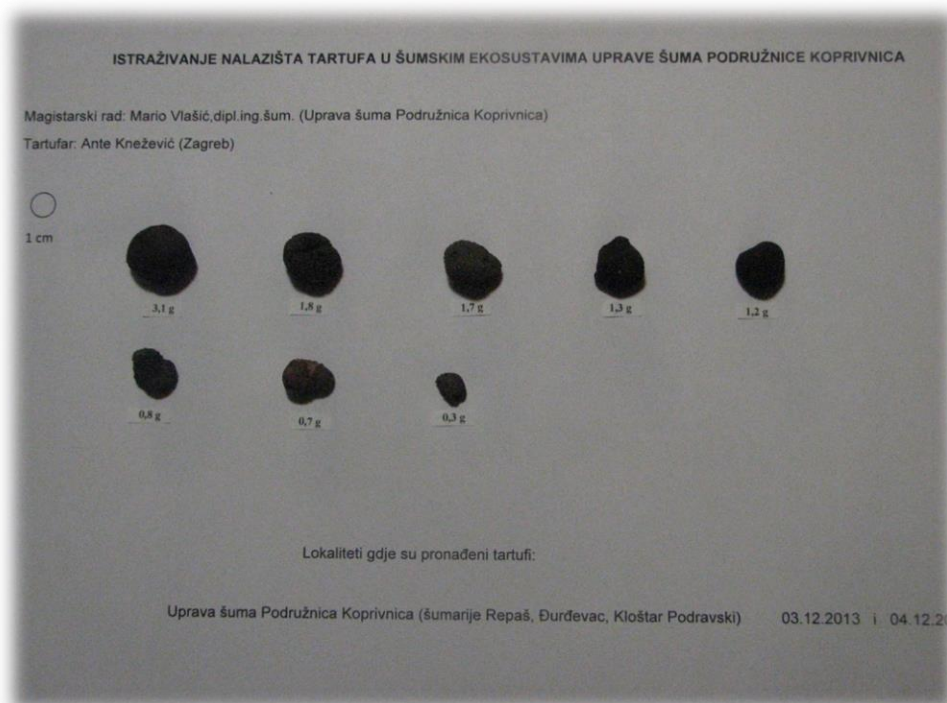 ISTRAŽIVANJE NALAZIŠTA TARTUFA U ŠUMSKIM EKOSUSTAVIMA UPRAVE ŠUMA PODRUŽNICE KOPRIVNICA
Magistarski rad: Mario Vlašić,dipl.ing.šum. (Uprava šuma Podružnica Koprivnica)
Tartufar: Ante Knežević (Zagreb)
1 cm
3,1 g 1,8 g 1,7 g 1,3 g 1,2 g
0,8 g 0,7 g 0,3 g
Lokaliteti gdje su pronađeni tartufi:
Uprava šuma Podružnica Koprivnica (šumarije Repaš, Đurđevac, Kloštar Podravski) 03.12.2013 i 04.12.20